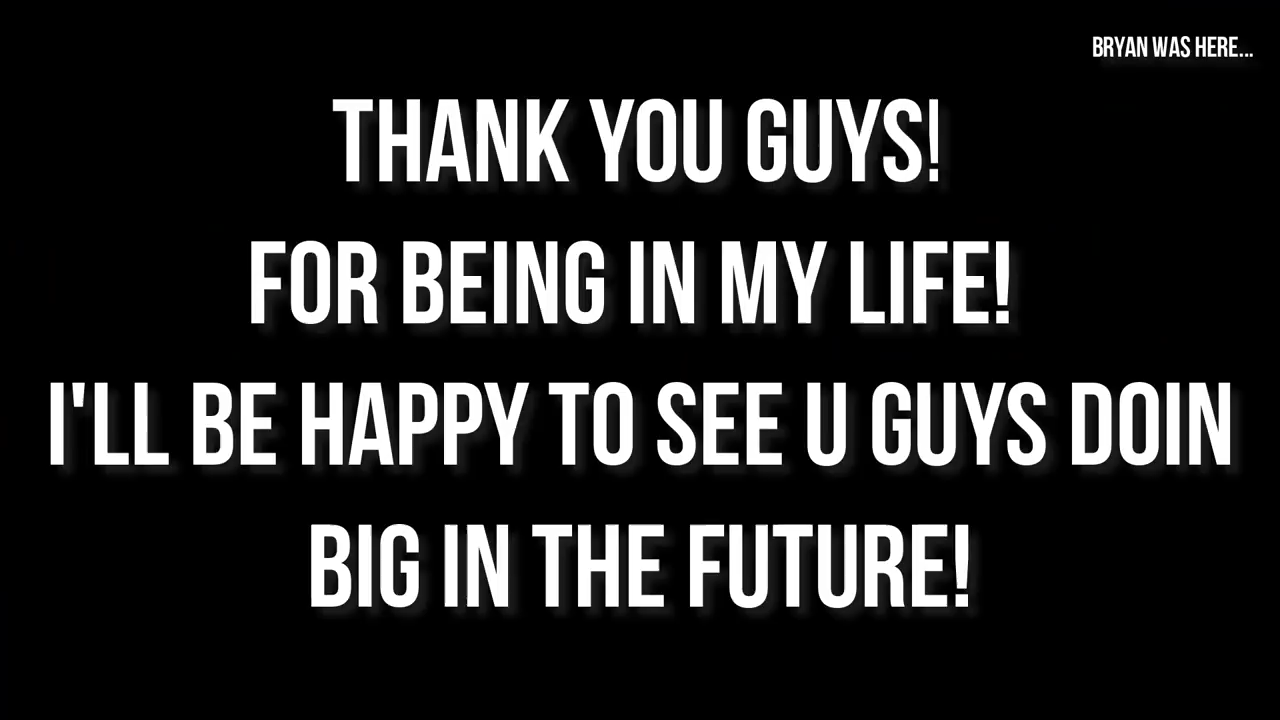 BRYAN WAS HERE...
THANK YOU GUYS!
FOR BEING IN MY LIFE!
I'LL BE HAPPY TO SEE U GUYS DOIN
BIG IN THE FUTURE!